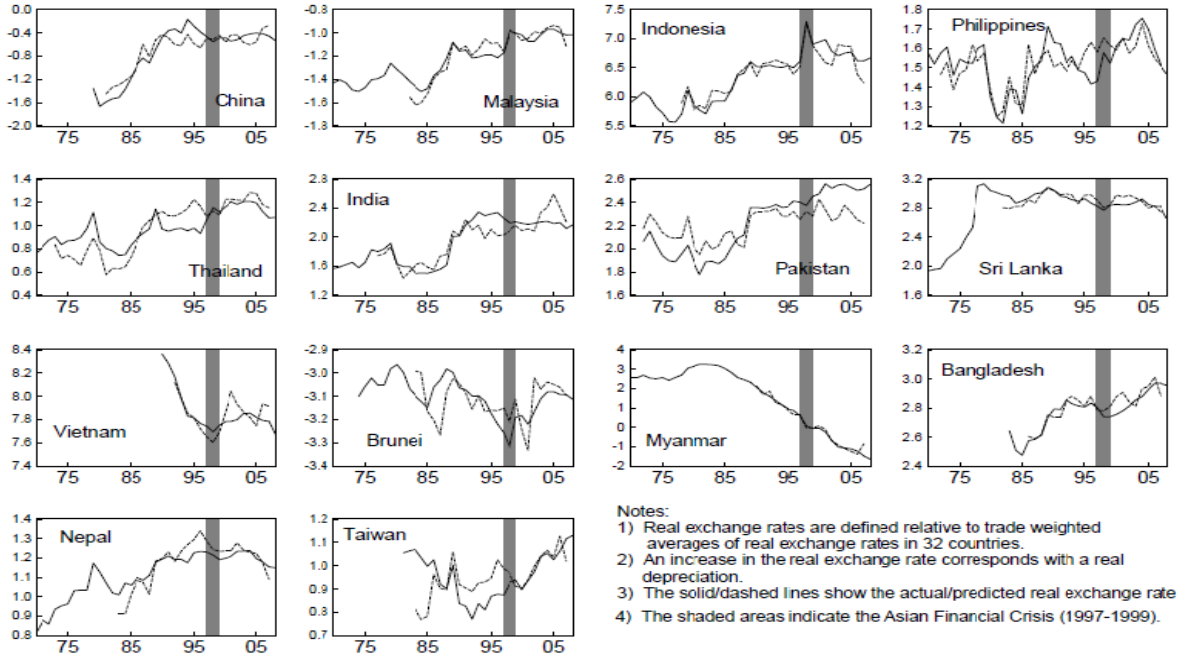 0.0
-0.4
-0.8
-1.2
-1.6
-2.0
China
75 85 95 05
-0.8
-1.0
-1.2
-1.4
-1.6
-1.8
Malaysia
75 85 95 05
7.5
7.0
6.5
6.0
5.5
Indonesia
75 85 95 05
1.8
1.7
1.6
1.5
1.4
1.3
1.2
Philippines
75 85 95 05
1.4
1.2
1.0
0.8
0.6
0.4
Thailand
75 85 95 05
2.8
2.4
2.0
1.6
1.2
India
75 85 95 05
2.6
2.4
2.2
2.0
1.8
1.6
Pakistan
75 85 95 05
3.2
2.8
2.4
2.0
1.6
Sri Lanka
75 85 95 05
8.4
8.2
8.0
7.8
7.6
7.4
Vietnam
75 85 95 05
-2.9
-3.0
-3.1
-3.2
-3.3
-3.4
Brunei
75 85 95 05
4
3
2
1
0
-1
-2
Myanmar
75 85 95 05
3.2
3.0
2.8
2.6
2.4
Bangladesh
75 85 95 05
1.4
1.3
1.2
1.1
1.0
0.9
0.8
Nepal
75 85 95 05
1.2
1.1
1.0
0.9
0.8
0.7
Taiwan
75 85 95 05
Notes:
1) Real exchange rates are defined relative to trade weighted
averages of real exchange rates in 32 countries.
2) An increase in the real exchange rate corresponds with a real
depreciation.
3) The solid/dashed lines show the actual/predicted real exchange rate
4) The shaded areas indicate the Asian Financial Crisis (1997-1999).